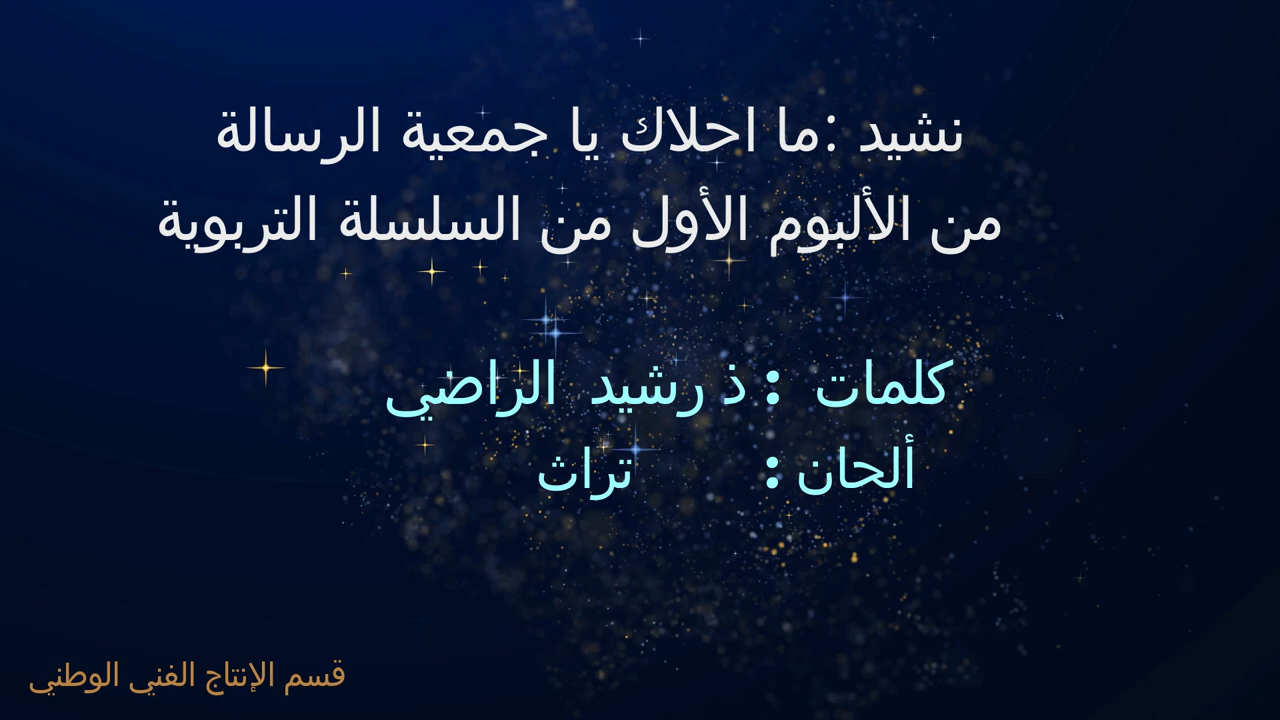 نشيد :ما احلاك يا جمعية الرسالة
من الألبوم الأول من السلسلة التربوية
كلمات : ذ رشيد الراضي
ألحان : تراث
قسم الإنتاج الفني الوطني